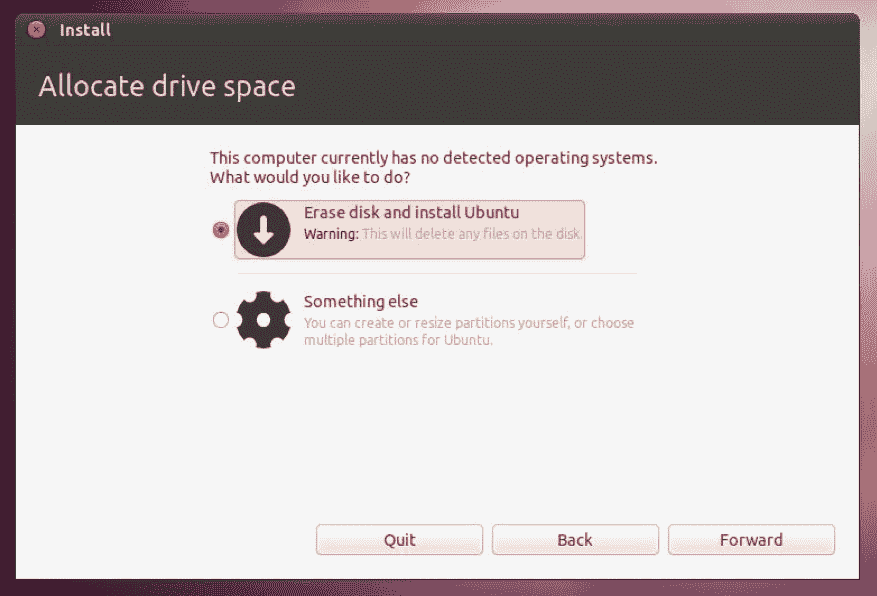 Install
Allocate drive space
This computer currently has no detected operating systems.
What would you like to do?
Erase disk and install Ubuntu
Warning: This will delete any files on the disk.
Something else
You can create or resize partitions yourself, or choose
multiple partitions for Ubuntu.
Quit
Back
Forward